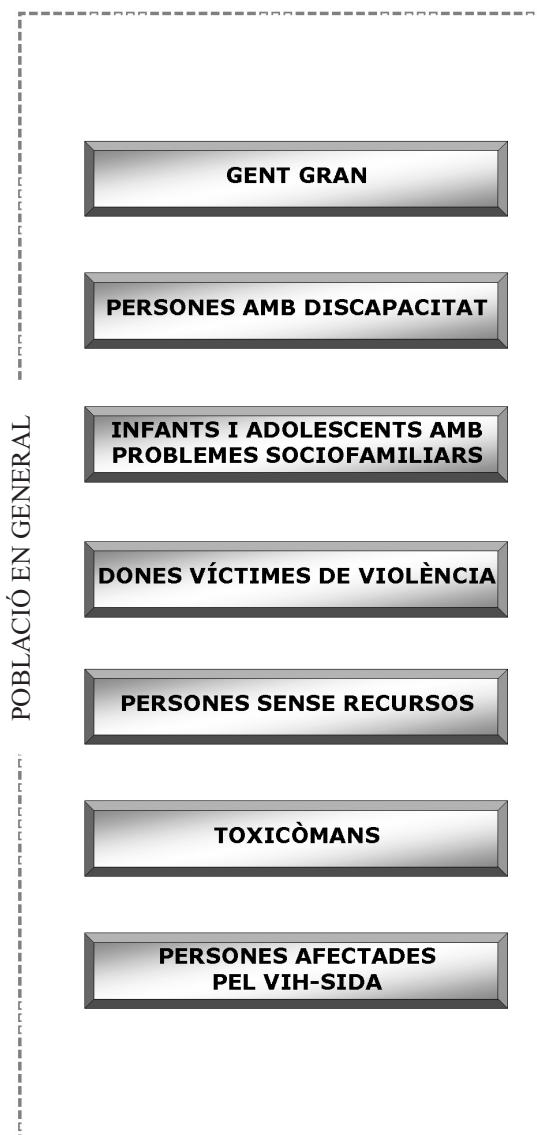 POBLACIÓ EN GENERAL
GENT GRAN
PERSONES AMB DISCAPACITAT
INFANTS I ADOLESCENTS AMB
PROBLEMES SOCIOFAMILIARS
DONES VÍCTIMES DE VIOLÈNCIA
PERSONES SENSE RECURSOS
TOXICÒMANS
PERSONES AFECTADES
PEL VIH-SIDA